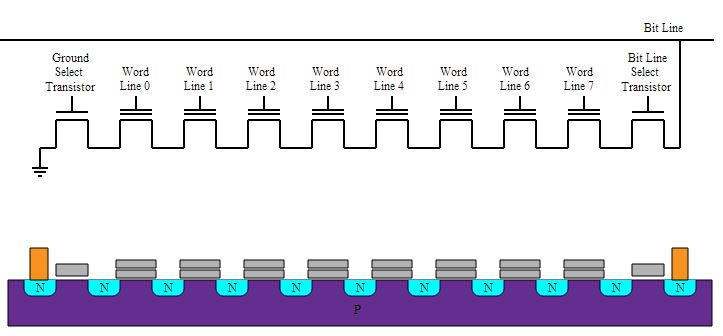 Bit Line
Ground
Select
Transistor
Word
Line 0
Word
Line 1
Word
Line 2
Word
Line 3
Word
Line 4
Word
Line 5
Word
Line 6
Word
Line 7
Bit Line
Select
Transistor
N N N N N N N N N N N
P